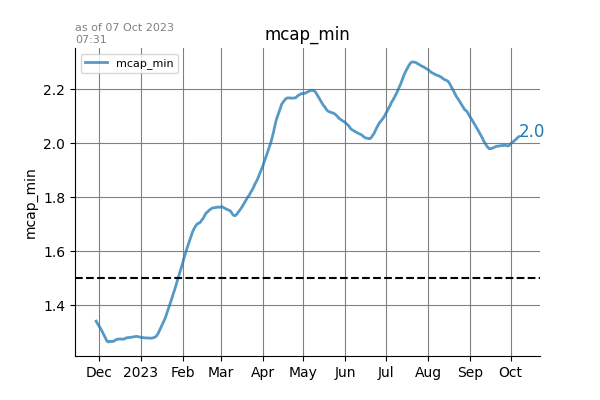 as of 07 Oct 2023
07:31
mcap_min
mcap_min
2.2
2.0
1.8
1.6
1.4
mcap_min
2.0
Dec 2023 Feb Mar Apr May Jun Jul Aug Sep Oct